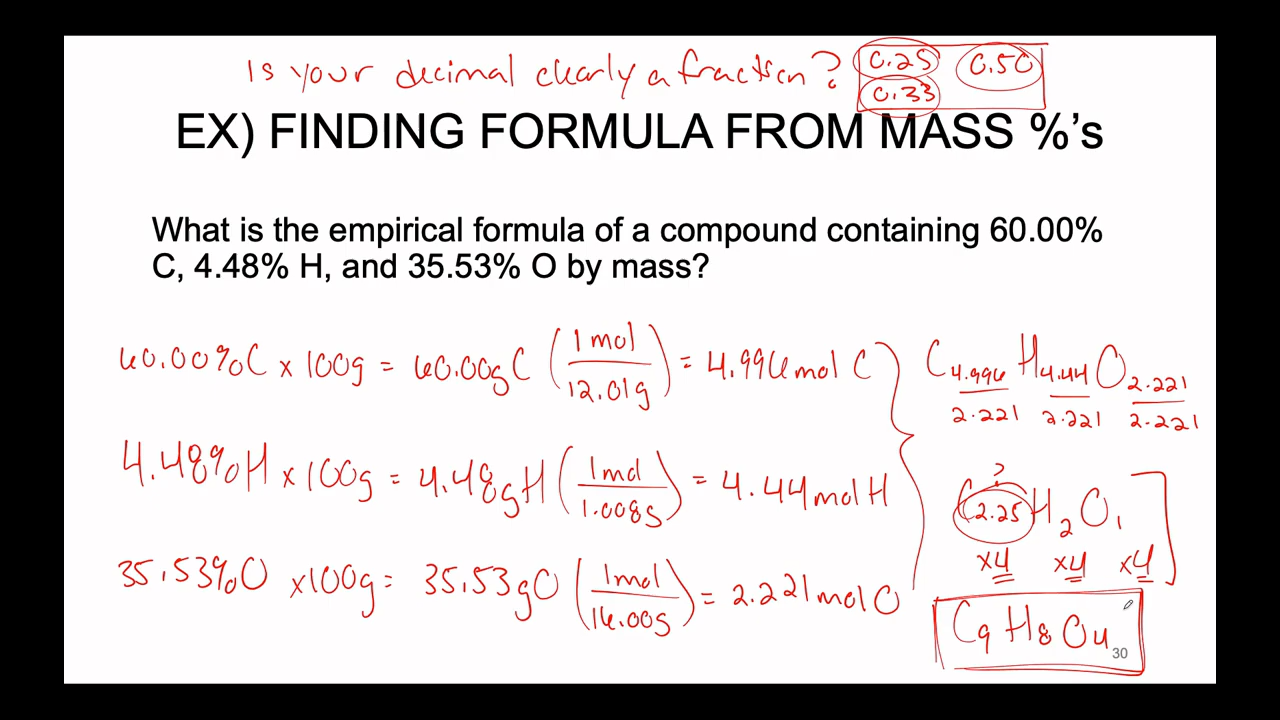 Is your decimal clearly a fraction? 0.25 0.50
0.33
EX) FINDING FORMULA FROM MASS %’s
What is the empirical formula of a compound containing 60.00%
C, 4.48% H, and 35.53% O by mass?
60.00%C x 100g = 60.00g C (1 mol / 12.01g) = 4.996 mol C
4.48%H x 100g = 4.48g H (1 mol / 1.008g) = 4.44 mol H
35.53%O x100g = 35.53g O (1 mol / 16.00g) = 2.221 mol O
C4.996/2.221 H4.44/2.221 O2.221/2.221
?
C2.25 H2 O1
x4 x4 x4
C9 H8 O4
30